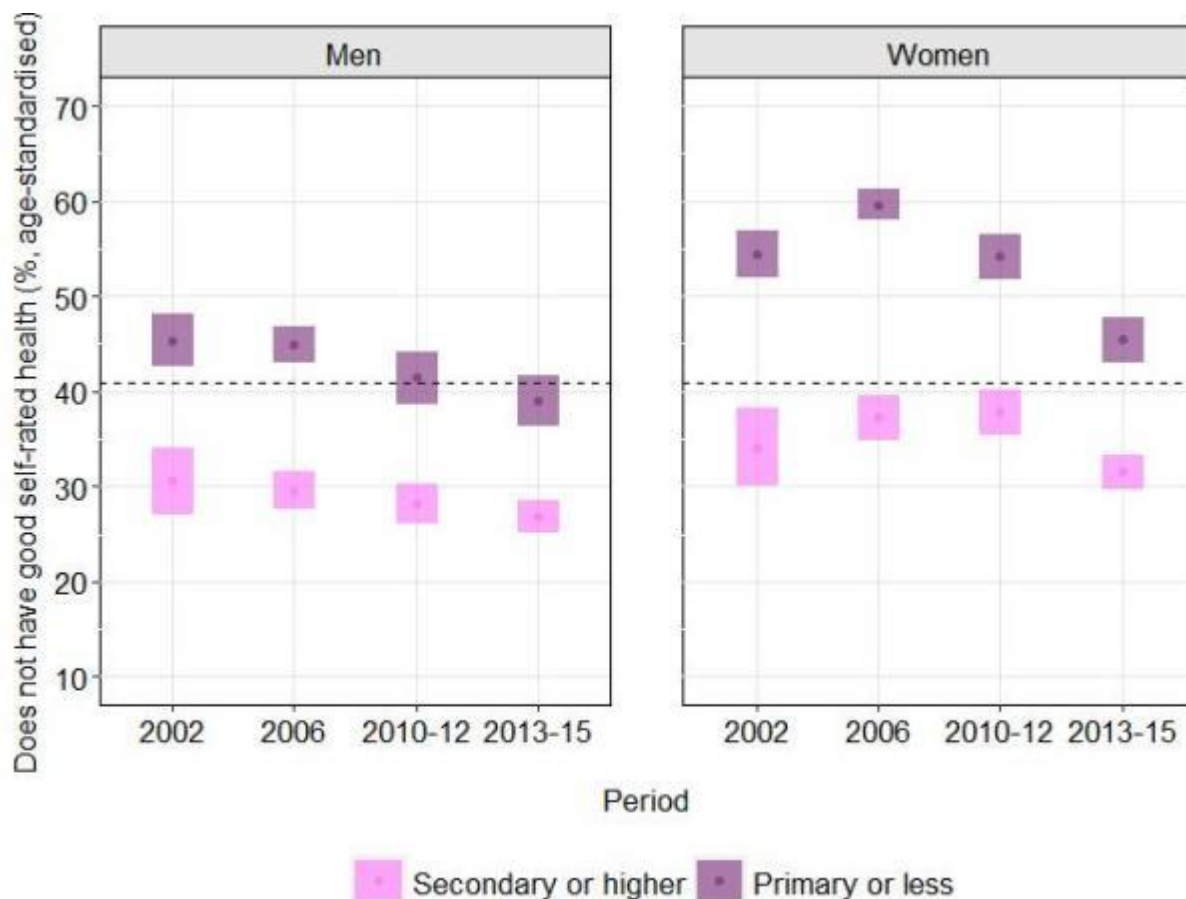 Does not have good self-rated health (%, age-standardised)
Men
Women
70
60
50
40
30
20
10
2002 2006 2010-12 2013-15
2002 2006 2010-12 2013-15
Period
Secondary or higher Primary or less